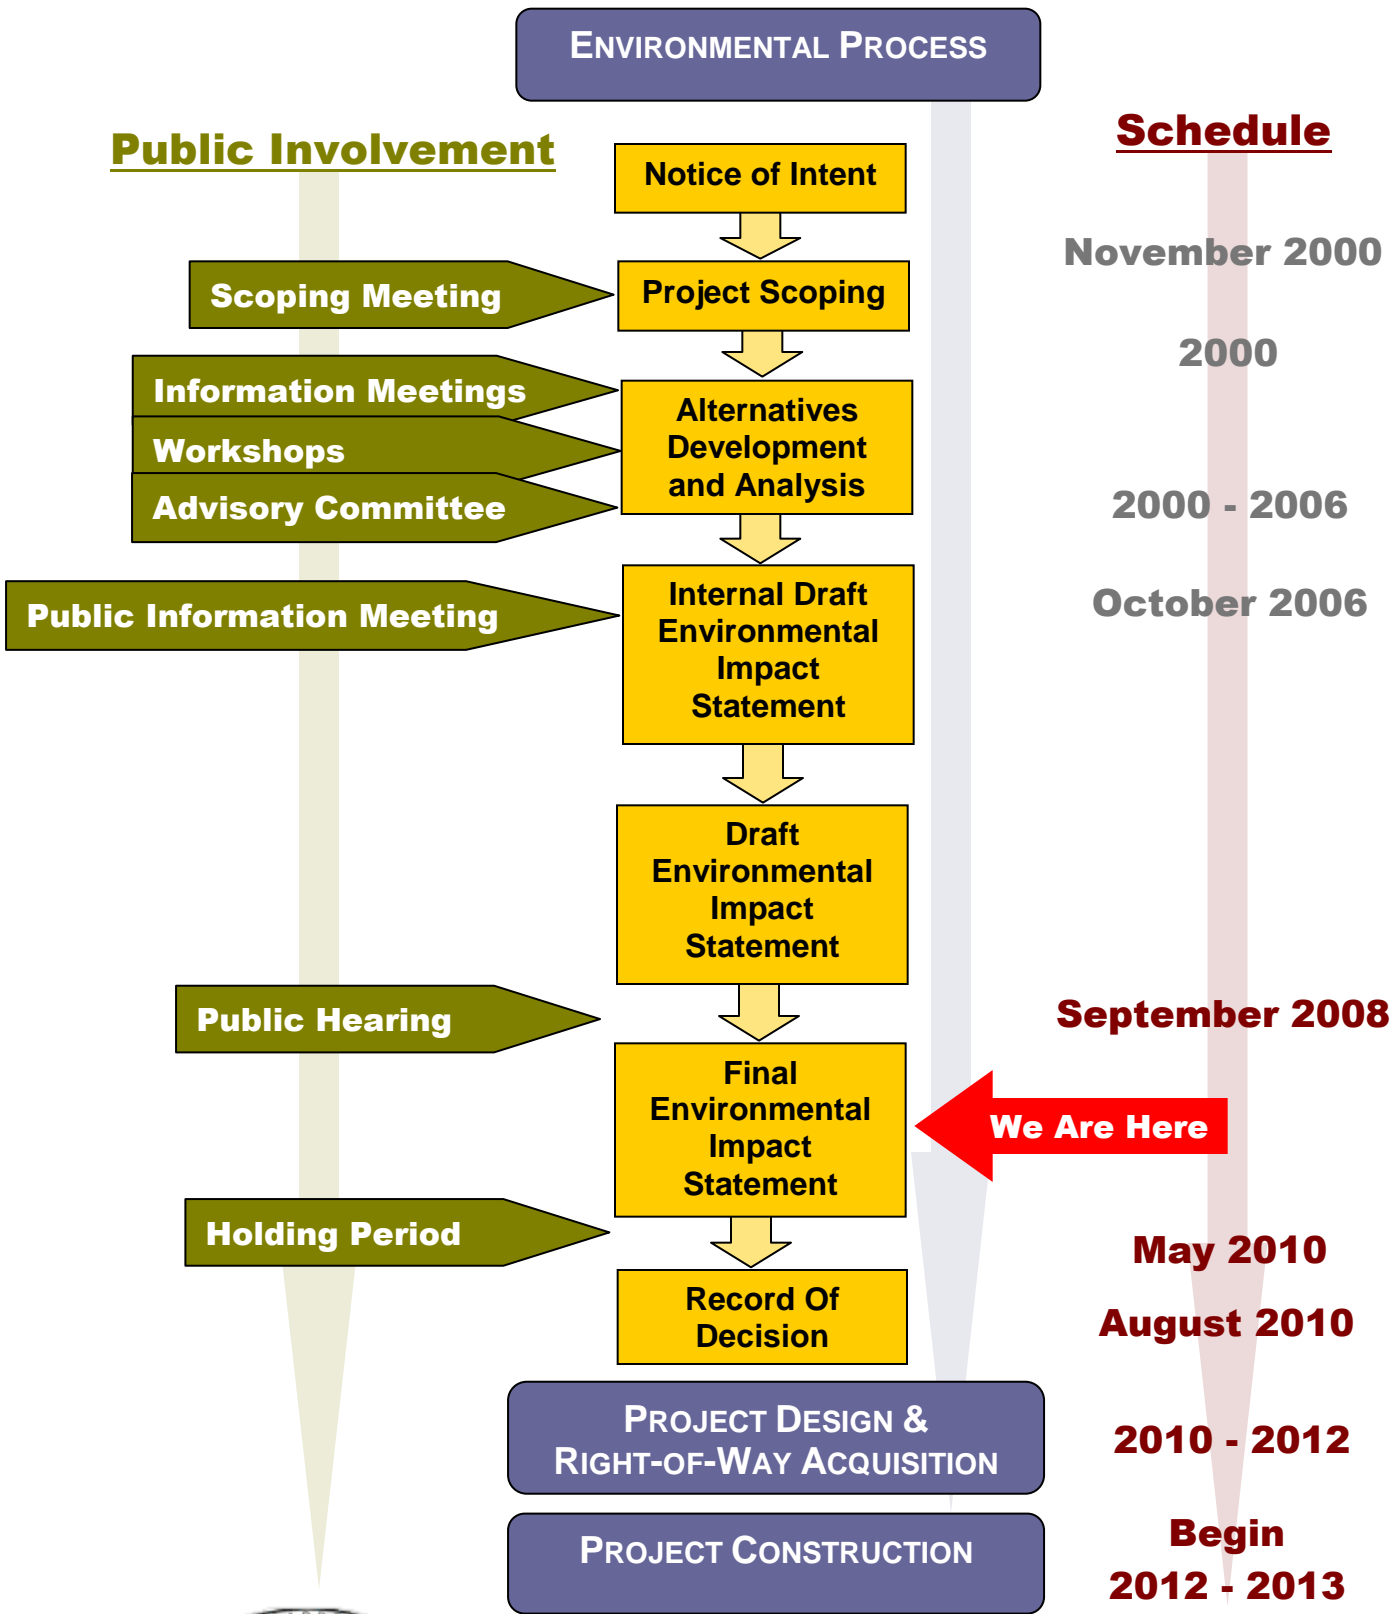 ENVIRONMENTAL PROCESS
Public Involvement
Schedule
Notice of Intent
November 2000
Scoping Meeting
Project Scoping
2000
Information Meetings
Workshops
Advisory Committee
Alternatives
Development
and Analysis
2000 - 2006
Public Information Meeting
Internal Draft
Environmental
Impact
Statement
October 2006
Draft
Environmental
Impact
Statement
Public Hearing
September 2008
Final
Environmental
Impact
Statement
We Are Here
Holding Period
May 2010
Record Of
Decision
August 2010
PROJECT DESIGN &
RIGHT-OF-WAY ACQUISITION
2010 - 2012
PROJECT CONSTRUCTION
Begin
2012 - 2013